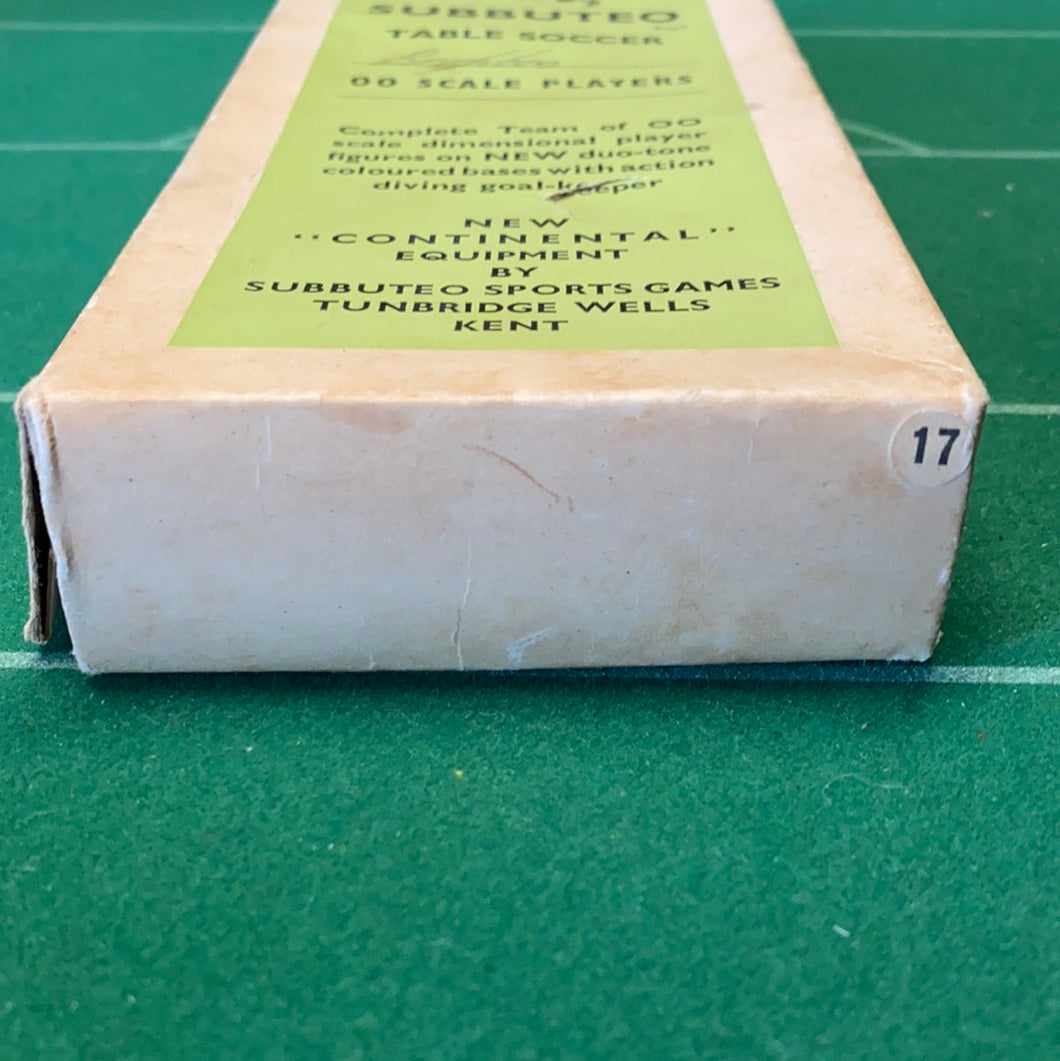 SUBBUTEO
TABLE SOCCER
OO SCALE PLAYERS
Complete Team of OO
scale dimensional player
figures on NEW duo-tone
coloured bases with action
diving goal-keeper
NEW
"CONTINENTAL"
EQUIPMENT
BY
SUBBUTEO SPORTS GAMES
TUNBRIDGE WELLS
KENT
17